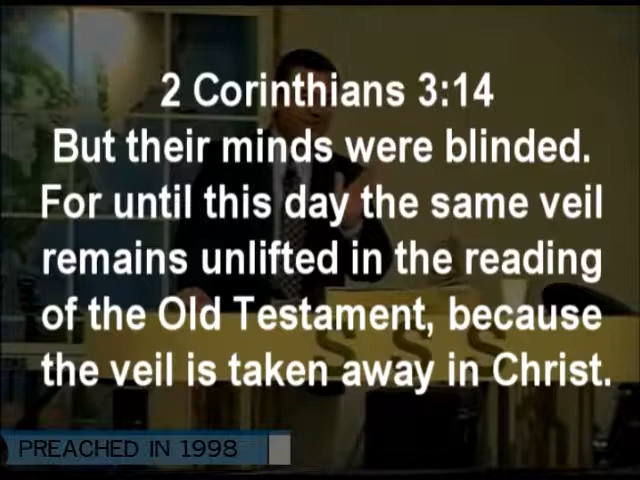 2 Corinthians 3:14
But their minds were blinded.
For until this day the same veil
remains unlifted in the reading
of the Old Testament, because
the veil is taken away in Christ.
S S S
PREACHED IN 1998